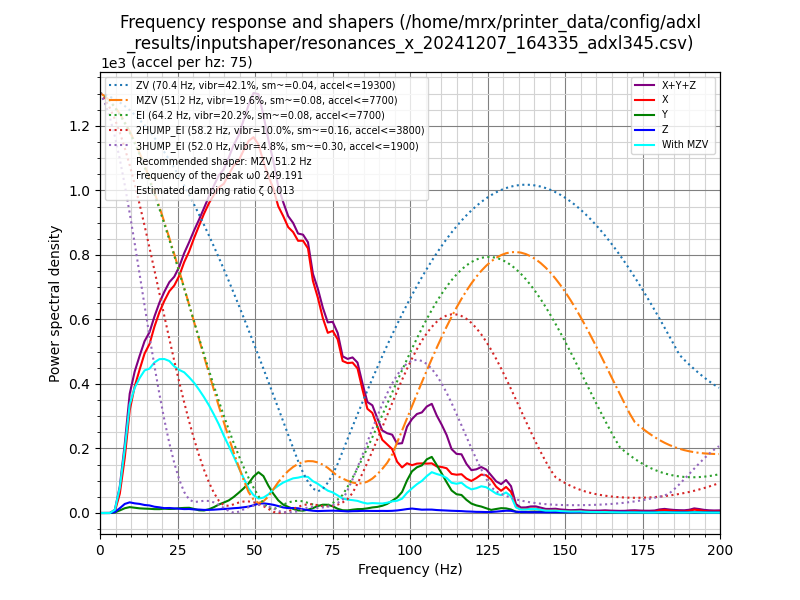 Frequency response and shapers (/home/mrx/printer_data/config/adxl
_results/inputshaper/resonances_x_20241207_164335_adxl345.csv)
1e3 (accel per hz: 75)
ZV (70.4 Hz, vibr=42.1%, sm~=0.04, accel<=19300)
MZV (51.2 Hz, vibr=19.6%, sm~=0.08, accel<=7700)
EI (64.2 Hz, vibr=20.2%, sm~=0.08, accel<=7700)
2HUMP_EI (58.2 Hz, vibr=10.0%, sm~=0.16, accel<=3800)
3HUMP_EI (52.0 Hz, vibr=4.8%, sm~=0.30, accel<=1900)
Recommended shaper: MZV 51.2 Hz
Frequency of the peak ω0 249.191
Estimated damping ratio ζ 0.013
X+Y+Z
X
Y
Z
With MZV
1.2
1.0
0.8
0.6
0.4
0.2
0.0
Power spectral density
0 25 50 75 100 125 150 175 200
Frequency (Hz)